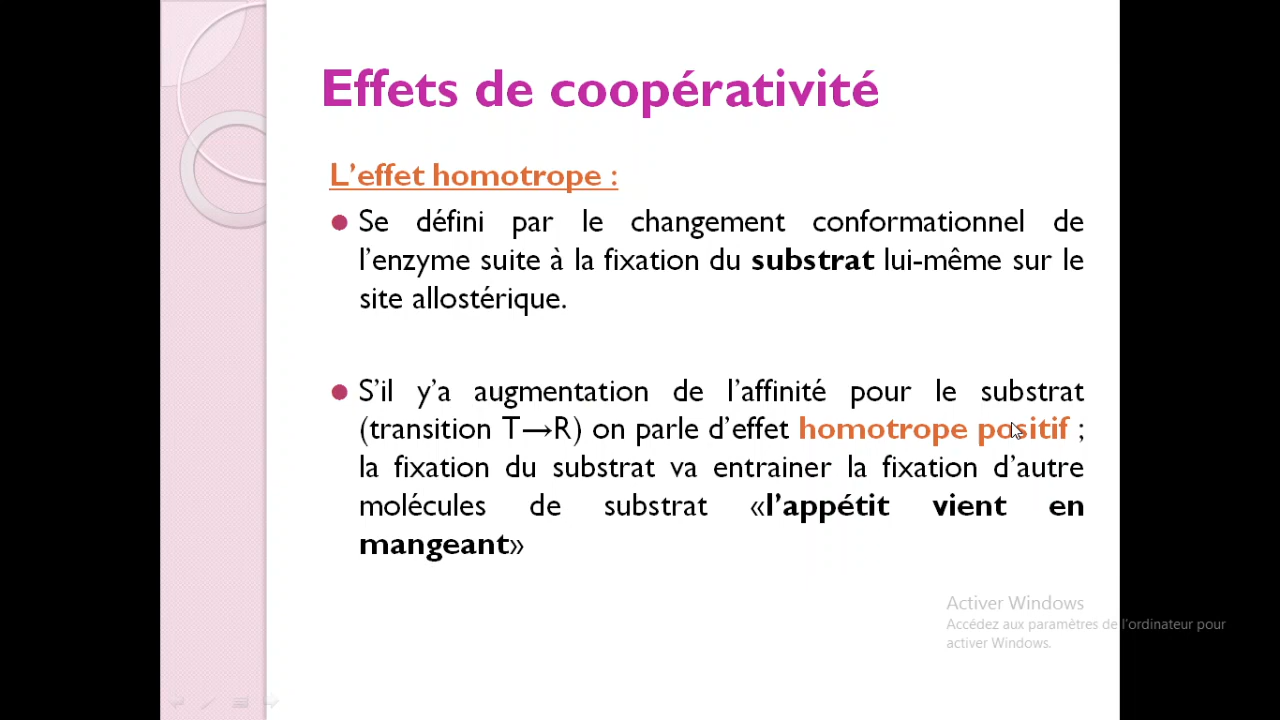 Effets de coopérativité
L'effet homotrope :
Se défini par le changement conformationnel de
l'enzyme suite à la fixation du substrat lui-même sur le
site allostérique.
S'il y'a augmentation de l'affinité pour le substrat
(transition T→R) on parle d'effet homotrope positif ;
la fixation du substrat va entrainer la fixation d'autre
molécules de substrat «l'appétit vient en
mangeant»
Activer Windows
Accédez aux paramètres de l'ordinateur pour
activer Windows.